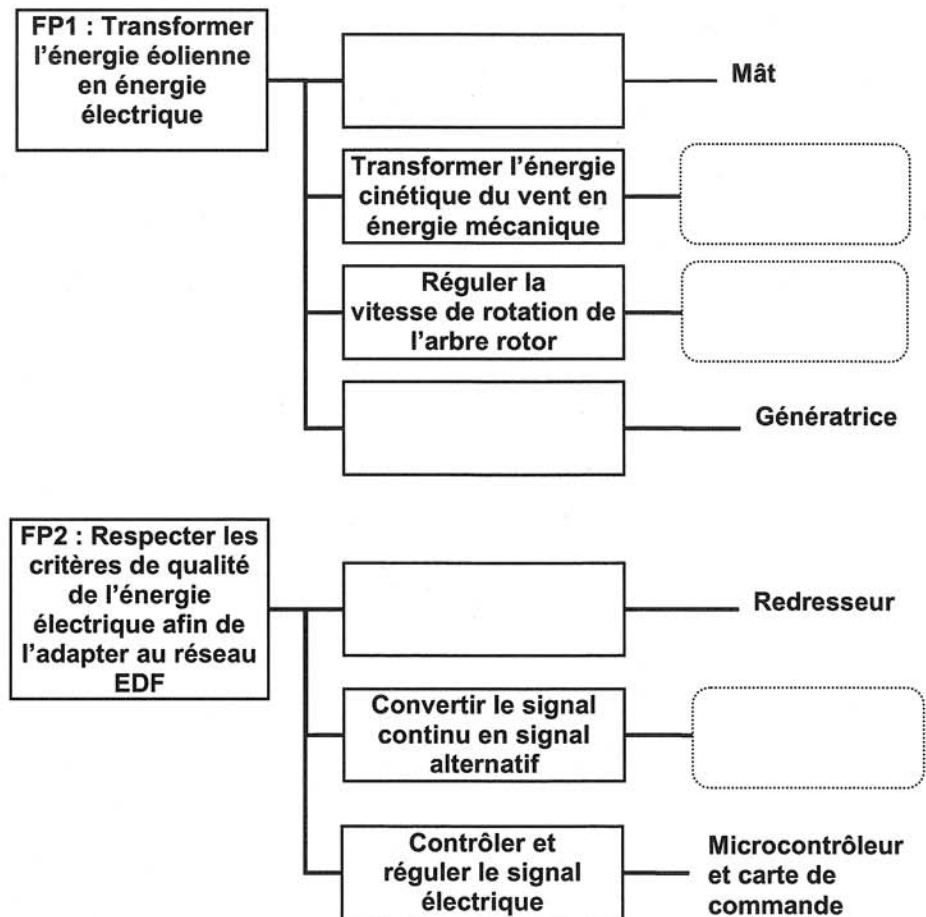 FP1 : Transformer
l'énergie éolienne
en énergie
électrique
Mât
Transformer l'énergie
cinétique du vent en
énergie mécanique
Réguler la
vitesse de rotation de
l'arbre rotor
Génératrice
FP2 : Respecter les
critères de qualité
de l'énergie
électrique afin de
l'adapter au réseau
EDF
Redresseur
Convertir le signal
continu en signal
alternatif
Contrôler et
réguler le signal
électrique
Microcontrôleur
et carte de
commande